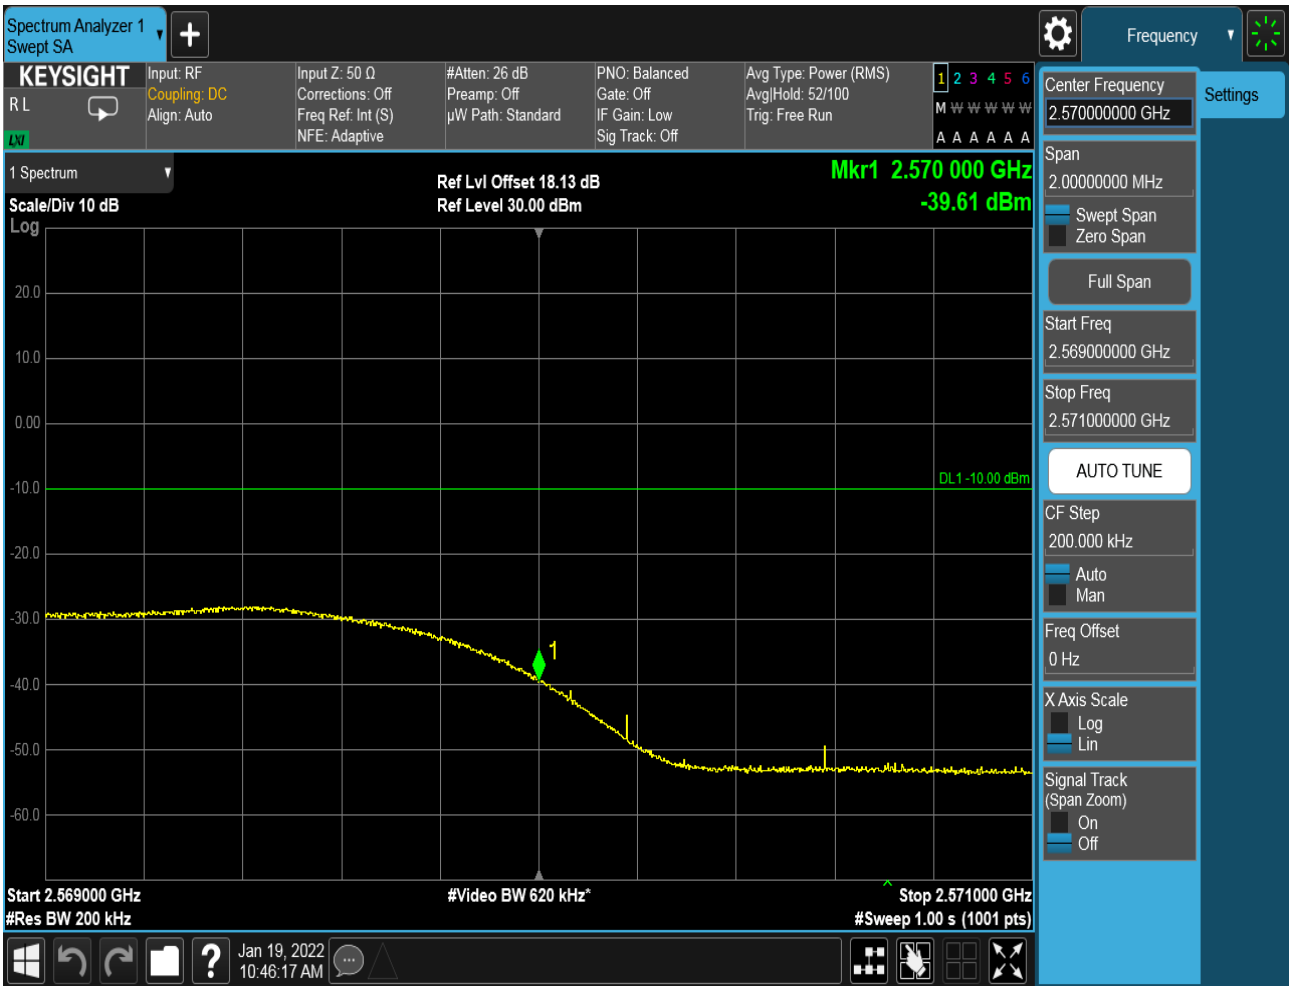 Spectrum Analyzer 1
Swept SA
Frequency
KEYSIGHT
R L
LXI
Input: RF
Coupling: DC
Align: Auto
Input Z: 50 Ω
Corrections: Off
Freq Ref: Int (S)
NFE: Adaptive
#Atten: 26 dB
Preamp: Off
µW Path: Standard
PNO: Balanced
Gate: Off
IF Gain: Low
Sig Track: Off
Avg Type: Power (RMS)
Avg|Hold: 52/100
Trig: Free Run
1 2 3 4 5 6
M W W W W W
A A A A A A
1 Spectrum
Scale/Div 10 dB
Log
Ref Lvl Offset 18.13 dB
Ref Level 30.00 dBm
Mkr1 2.570 000 GHz
-39.61 dBm
20.0
10.0
0.00
-10.0
-20.0
-30.0
-40.0
-50.0
-60.0
DL1 -10.00 dBm
1
Start 2.569000 GHz
#Res BW 200 kHz
#Video BW 620 kHz*
Stop 2.571000 GHz
#Sweep 1.00 s (1001 pts)
Center Frequency
2.570000000 GHz
Settings
Span
2.00000000 MHz
Swept Span
Zero Span
Full Span
Start Freq
2.569000000 GHz
Stop Freq
2.571000000 GHz
AUTO TUNE
CF Step
200.000 kHz
Auto
Man
Freq Offset
0 Hz
X Axis Scale
Log
Lin
Signal Track
(Span Zoom)
On
Off
?
Jan 19, 2022
10:46:17 AM